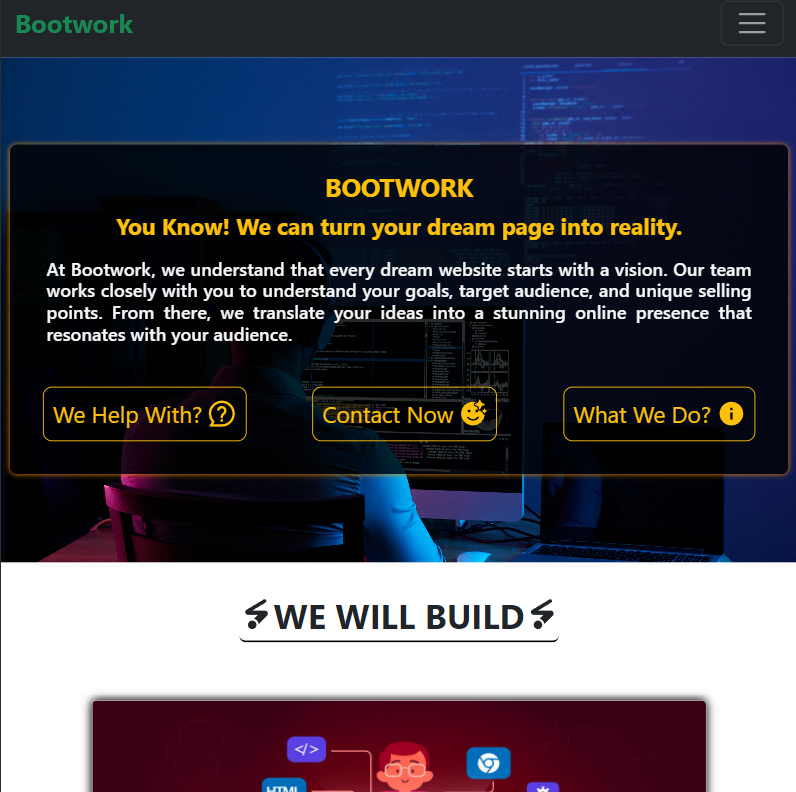 Bootwork
BOOTWORK
You Know! We can turn your dream page into reality.
At Bootwork, we understand that every dream website starts with a vision. Our team
works closely with you to understand your goals, target audience, and unique selling
points. From there, we translate your ideas into a stunning online presence that
resonates with your audience.
We Help With?
Contact Now
What We Do?
WE WILL BUILD
</>
HTML